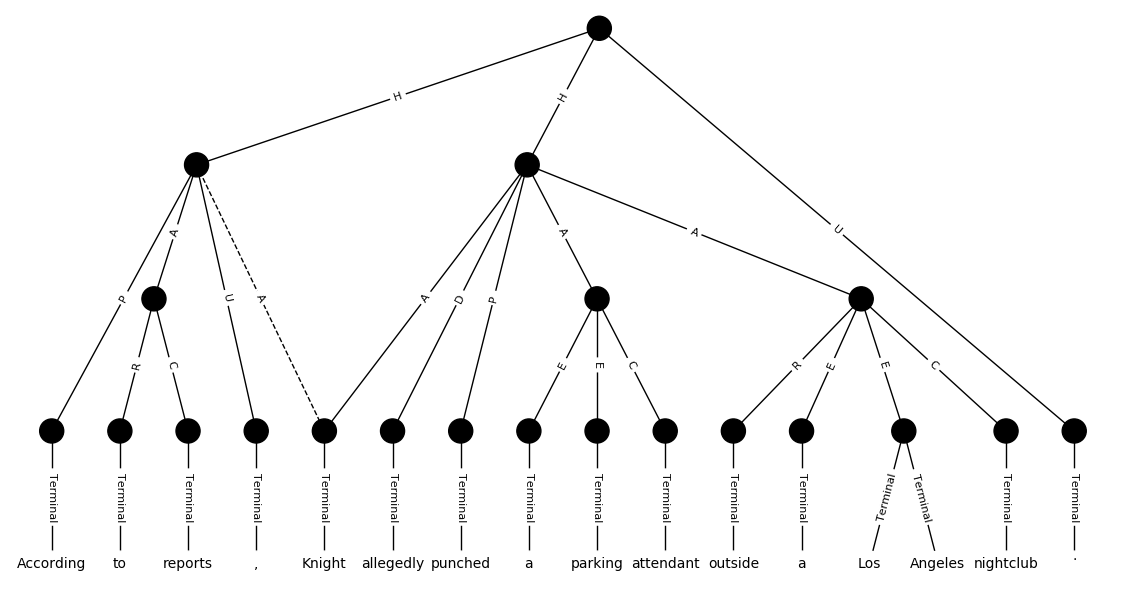 H H U
A A A
P U A A D P
R C E E C R E E C
Terminal Terminal Terminal Terminal Terminal Terminal Terminal Terminal Terminal Terminal Terminal Terminal Terminal Terminal Terminal Terminal
According to reports , Knight allegedly punched a parking attendant outside a Los Angeles nightclub .